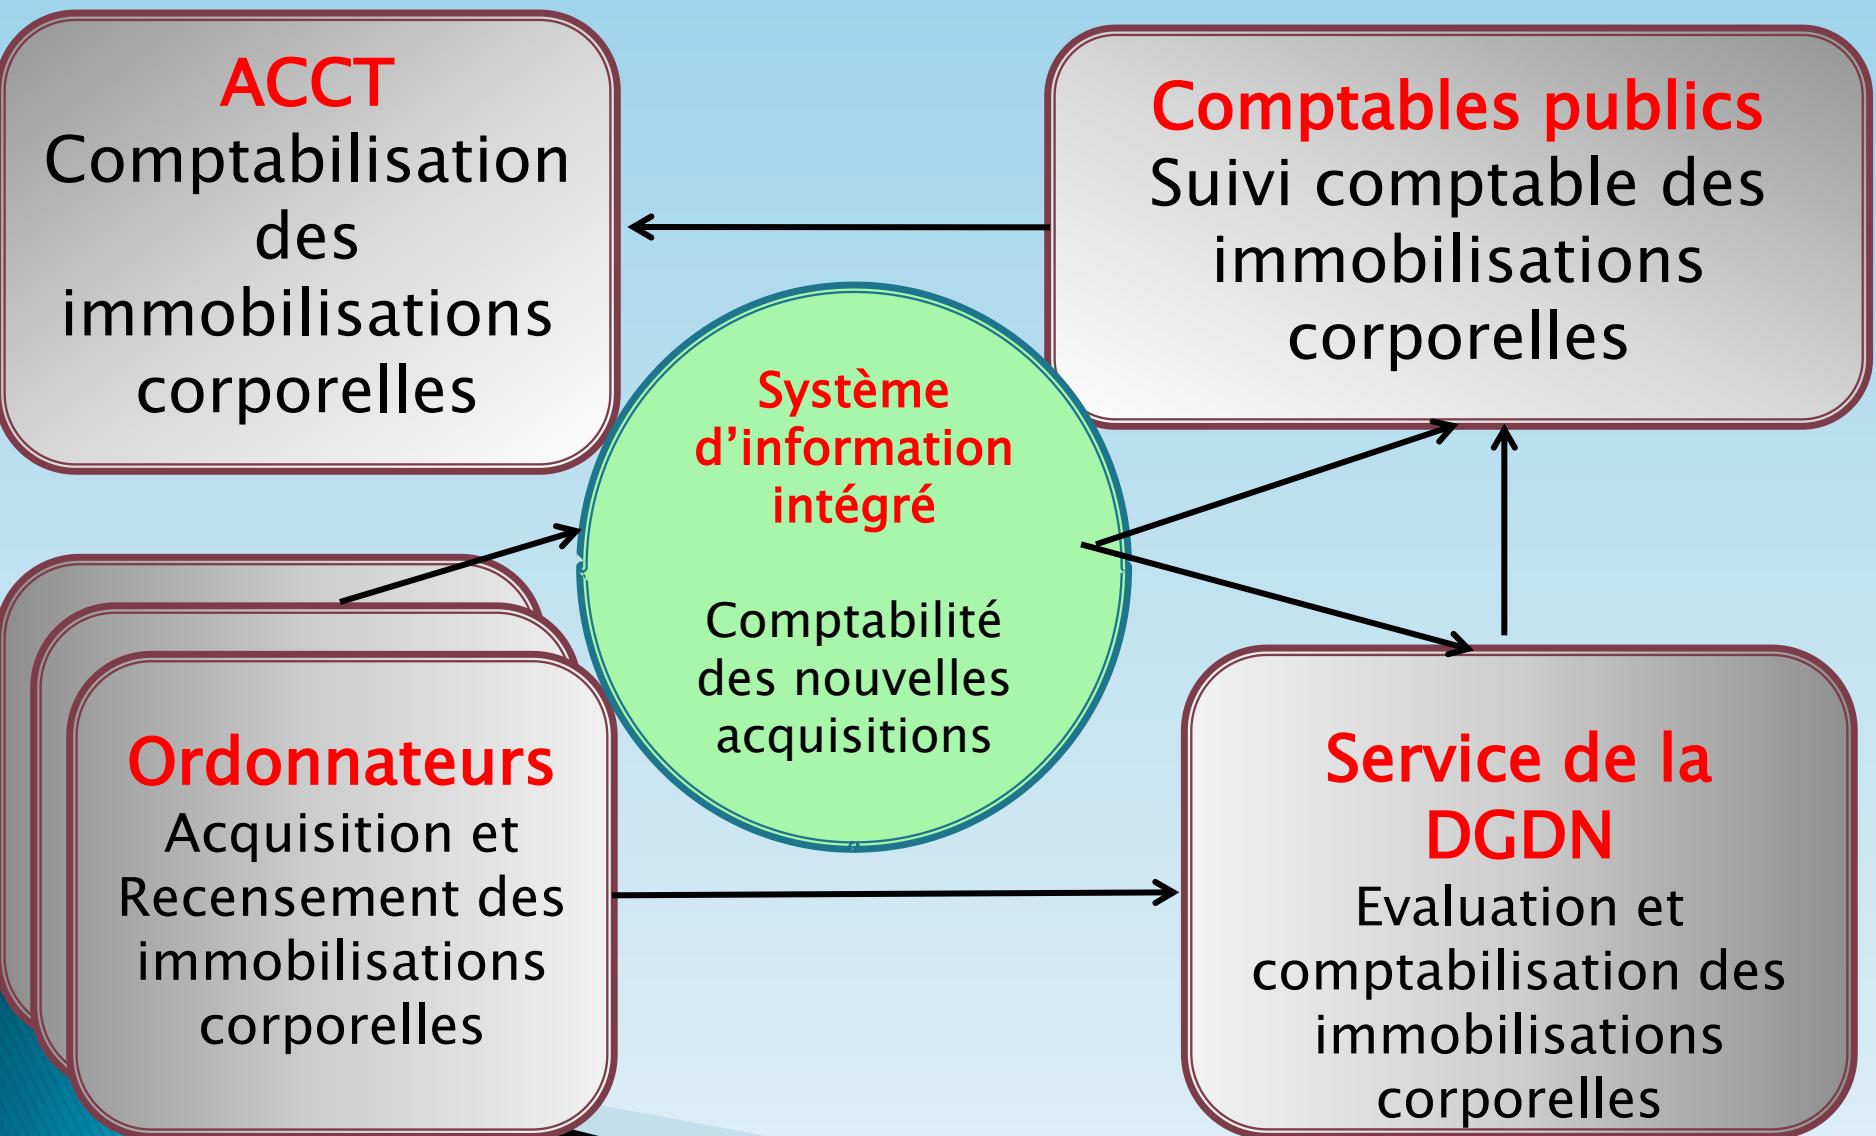 ACCT
Comptabilisation
des
immobilisations
corporelles
Comptables publics
Suivi comptable des
immobilisations
corporelles
Système
d’information
intégré
Comptabilité
des nouvelles
acquisitions
Ordonnateurs
Acquisition et
Recensement des
immobilisations
corporelles
Service de la
DGDN
Evaluation et
comptabilisation des
immobilisations
corporelles